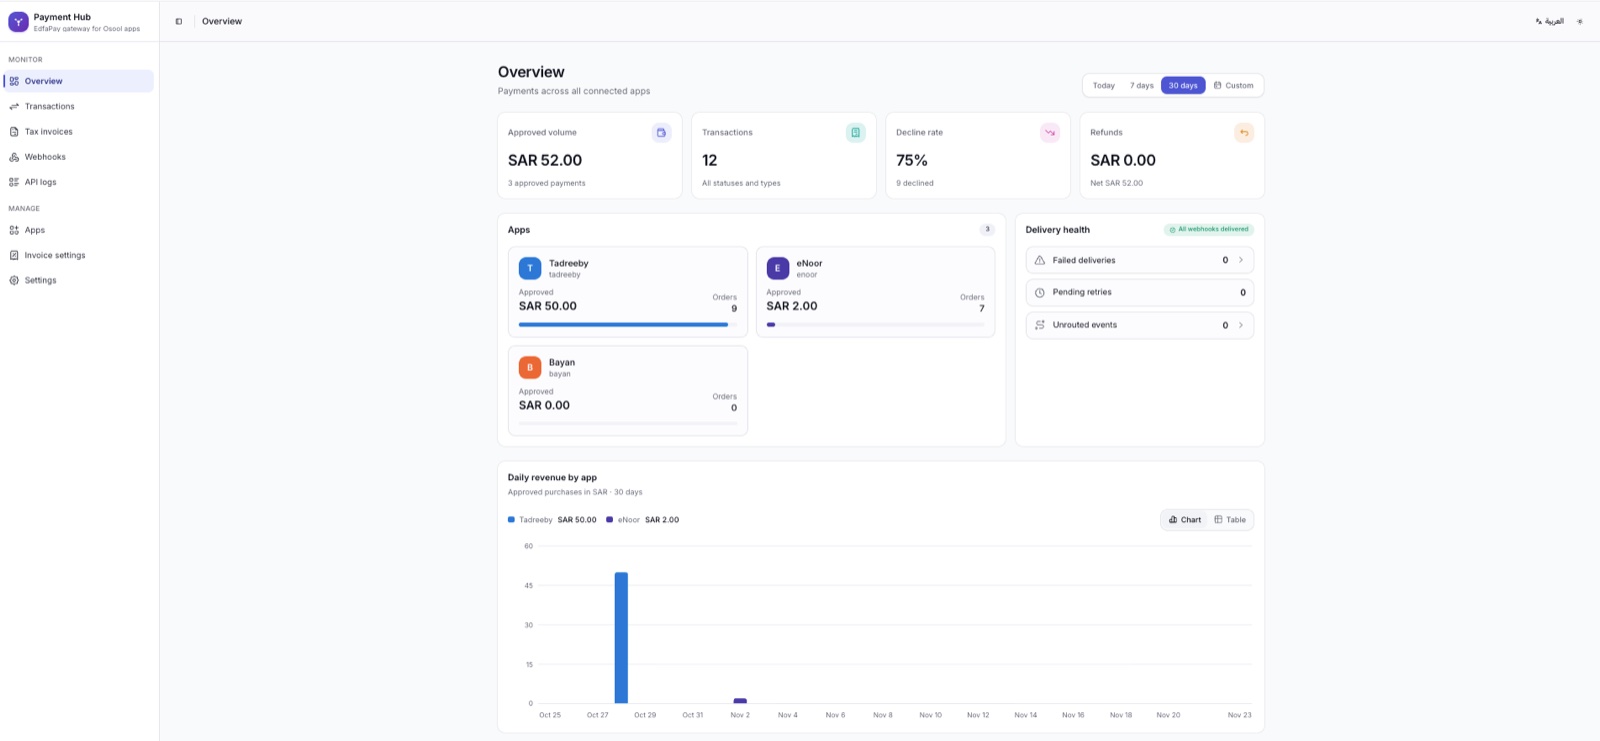 Payment Hub
EdfaPay gateway for Osool apps
Overview
العربية
MONITOR
Overview
Transactions
Tax invoices
Webhooks
API logs
MANAGE
Apps
Invoice settings
Settings
Overview
Payments across all connected apps
Today 7 days 30 days Custom
Approved volume
SAR 52.00
3 approved payments
Transactions
12
All statuses and types
Decline rate
75%
9 declined
Refunds
SAR 0.00
Net SAR 52.00
Apps 3
T Tadreeby
tadreeby
Approved
SAR 50.00
Orders
9
E eNoor
enoor
Approved
SAR 2.00
Orders
7
B Bayan
bayan
Approved
SAR 0.00
Orders
0
Delivery health All webhooks delivered
Failed deliveries 0
Pending retries 0
Unrouted events 0
Daily revenue by app
Approved purchases in SAR · 30 days
Tadreeby SAR 50.00 eNoor SAR 2.00
Chart Table
60
45
30
15
0
Oct 25 Oct 27 Oct 29 Oct 31 Nov 2 Nov 4 Nov 6 Nov 8 Nov 10 Nov 12 Nov 14 Nov 16 Nov 18 Nov 20 Nov 23